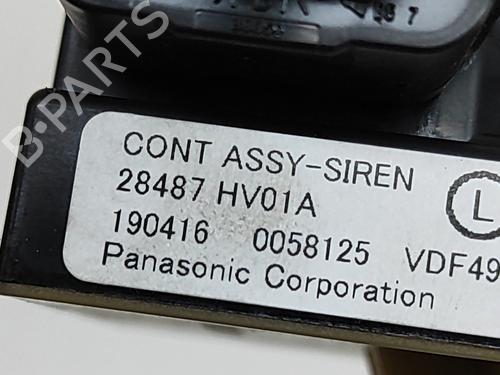 CONT ASSY-SIREN
28487 HV01A
L
190416 0058125 VDF49
Panasonic Corporation
B-PARTS